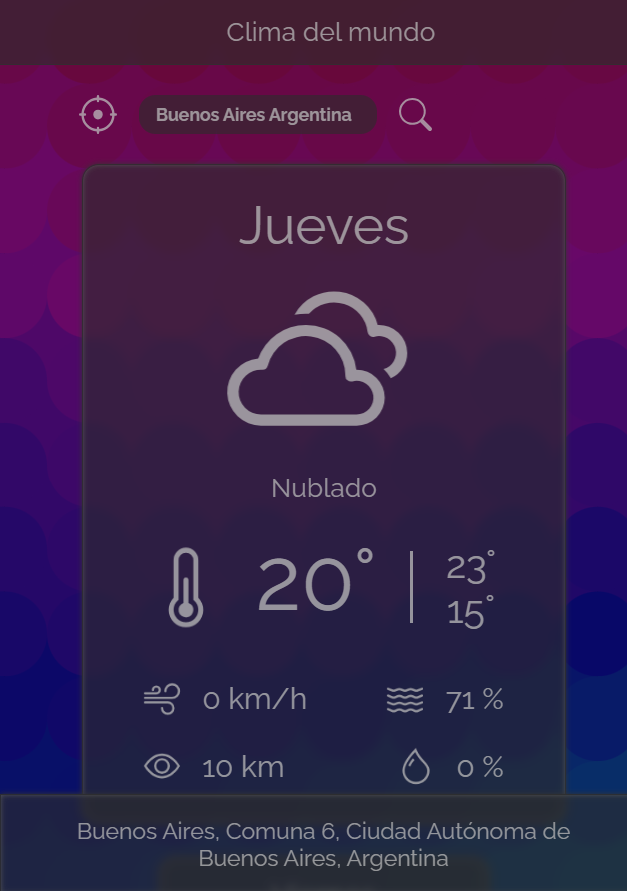 Clima del mundo
Buenos Aires Argentina
Jueves
Nublado
20°
23°
15°
0 km/h
71 %
10 km
0 %
Buenos Aires, Comuna 6, Ciudad Autónoma de
Buenos Aires, Argentina